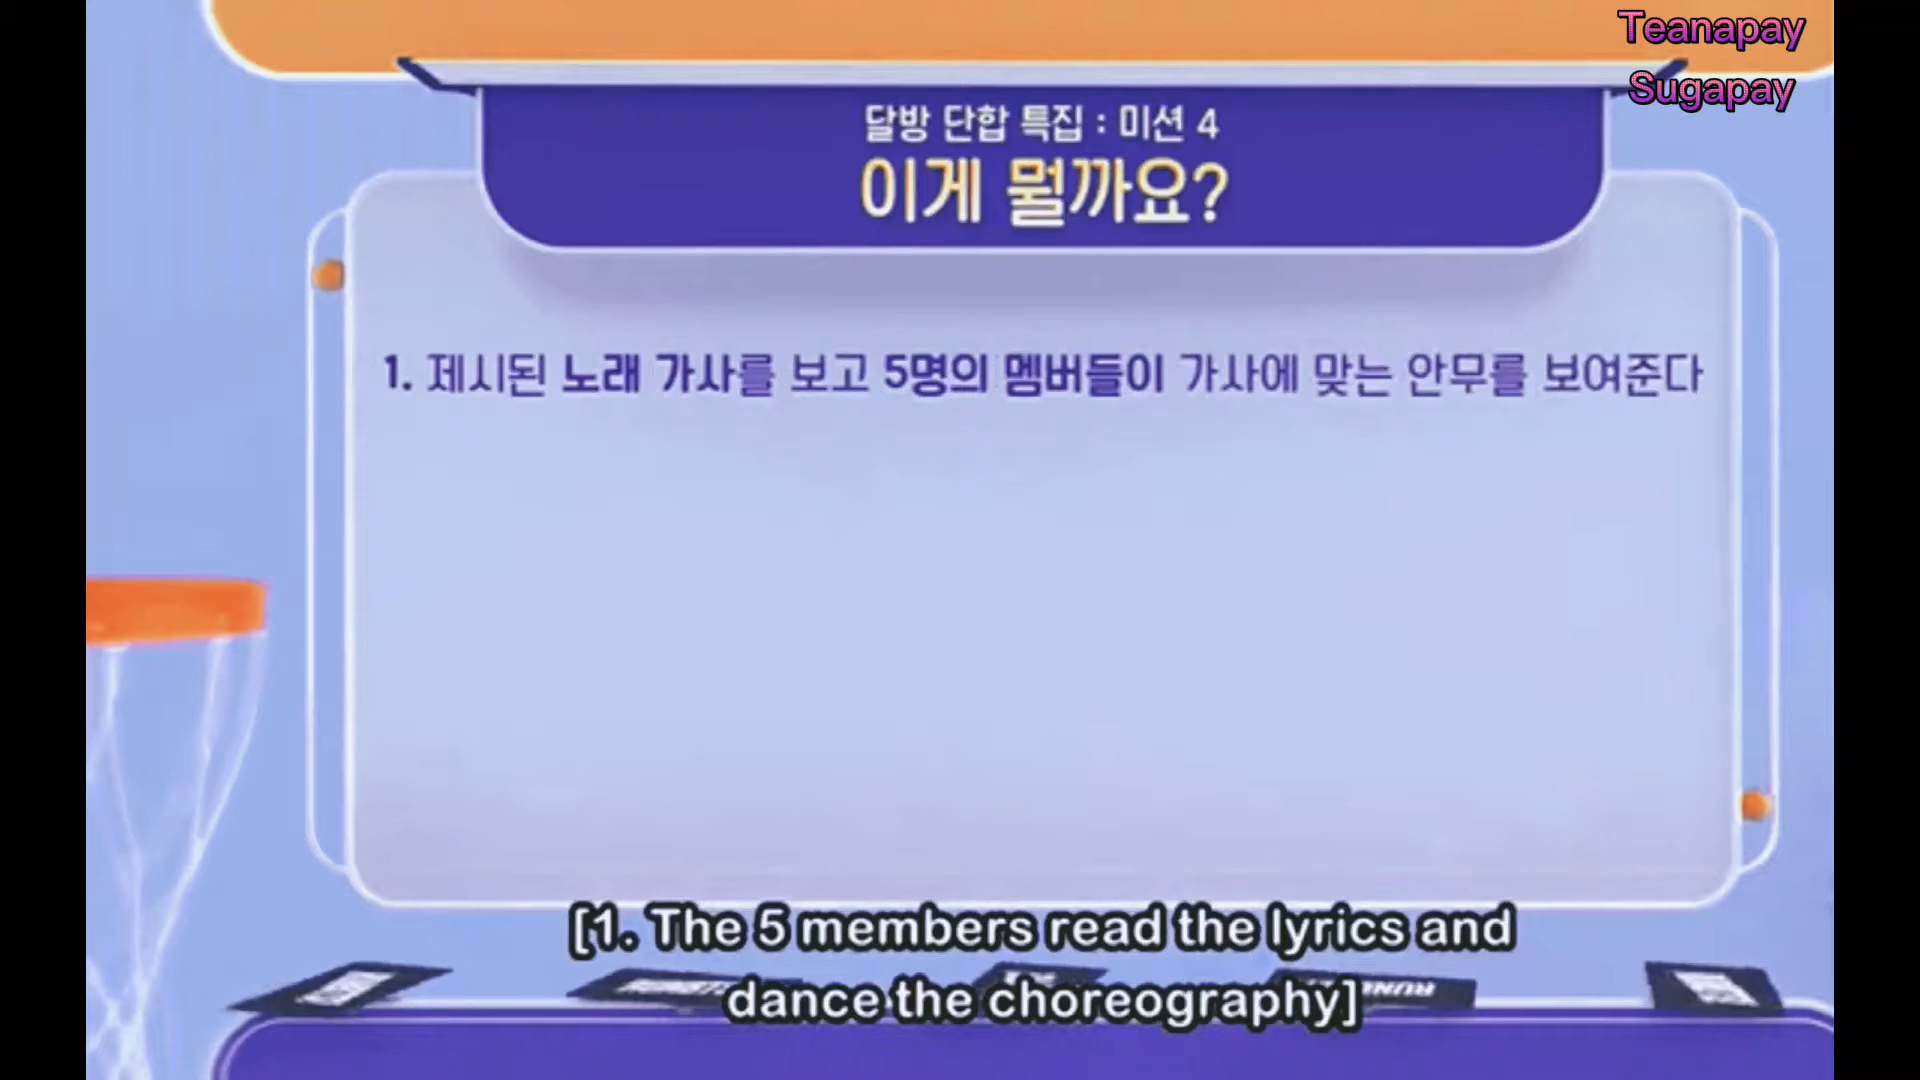 Teanapay
Sugapay
달방 단합 특집 : 미션 4
이게 뭘까요?
1. 제시된 노래 가사를 보고 5명의 멤버들이 가사에 맞는 안무를 보여준다
[1. The 5 members read the lyrics and
dance the choreography]